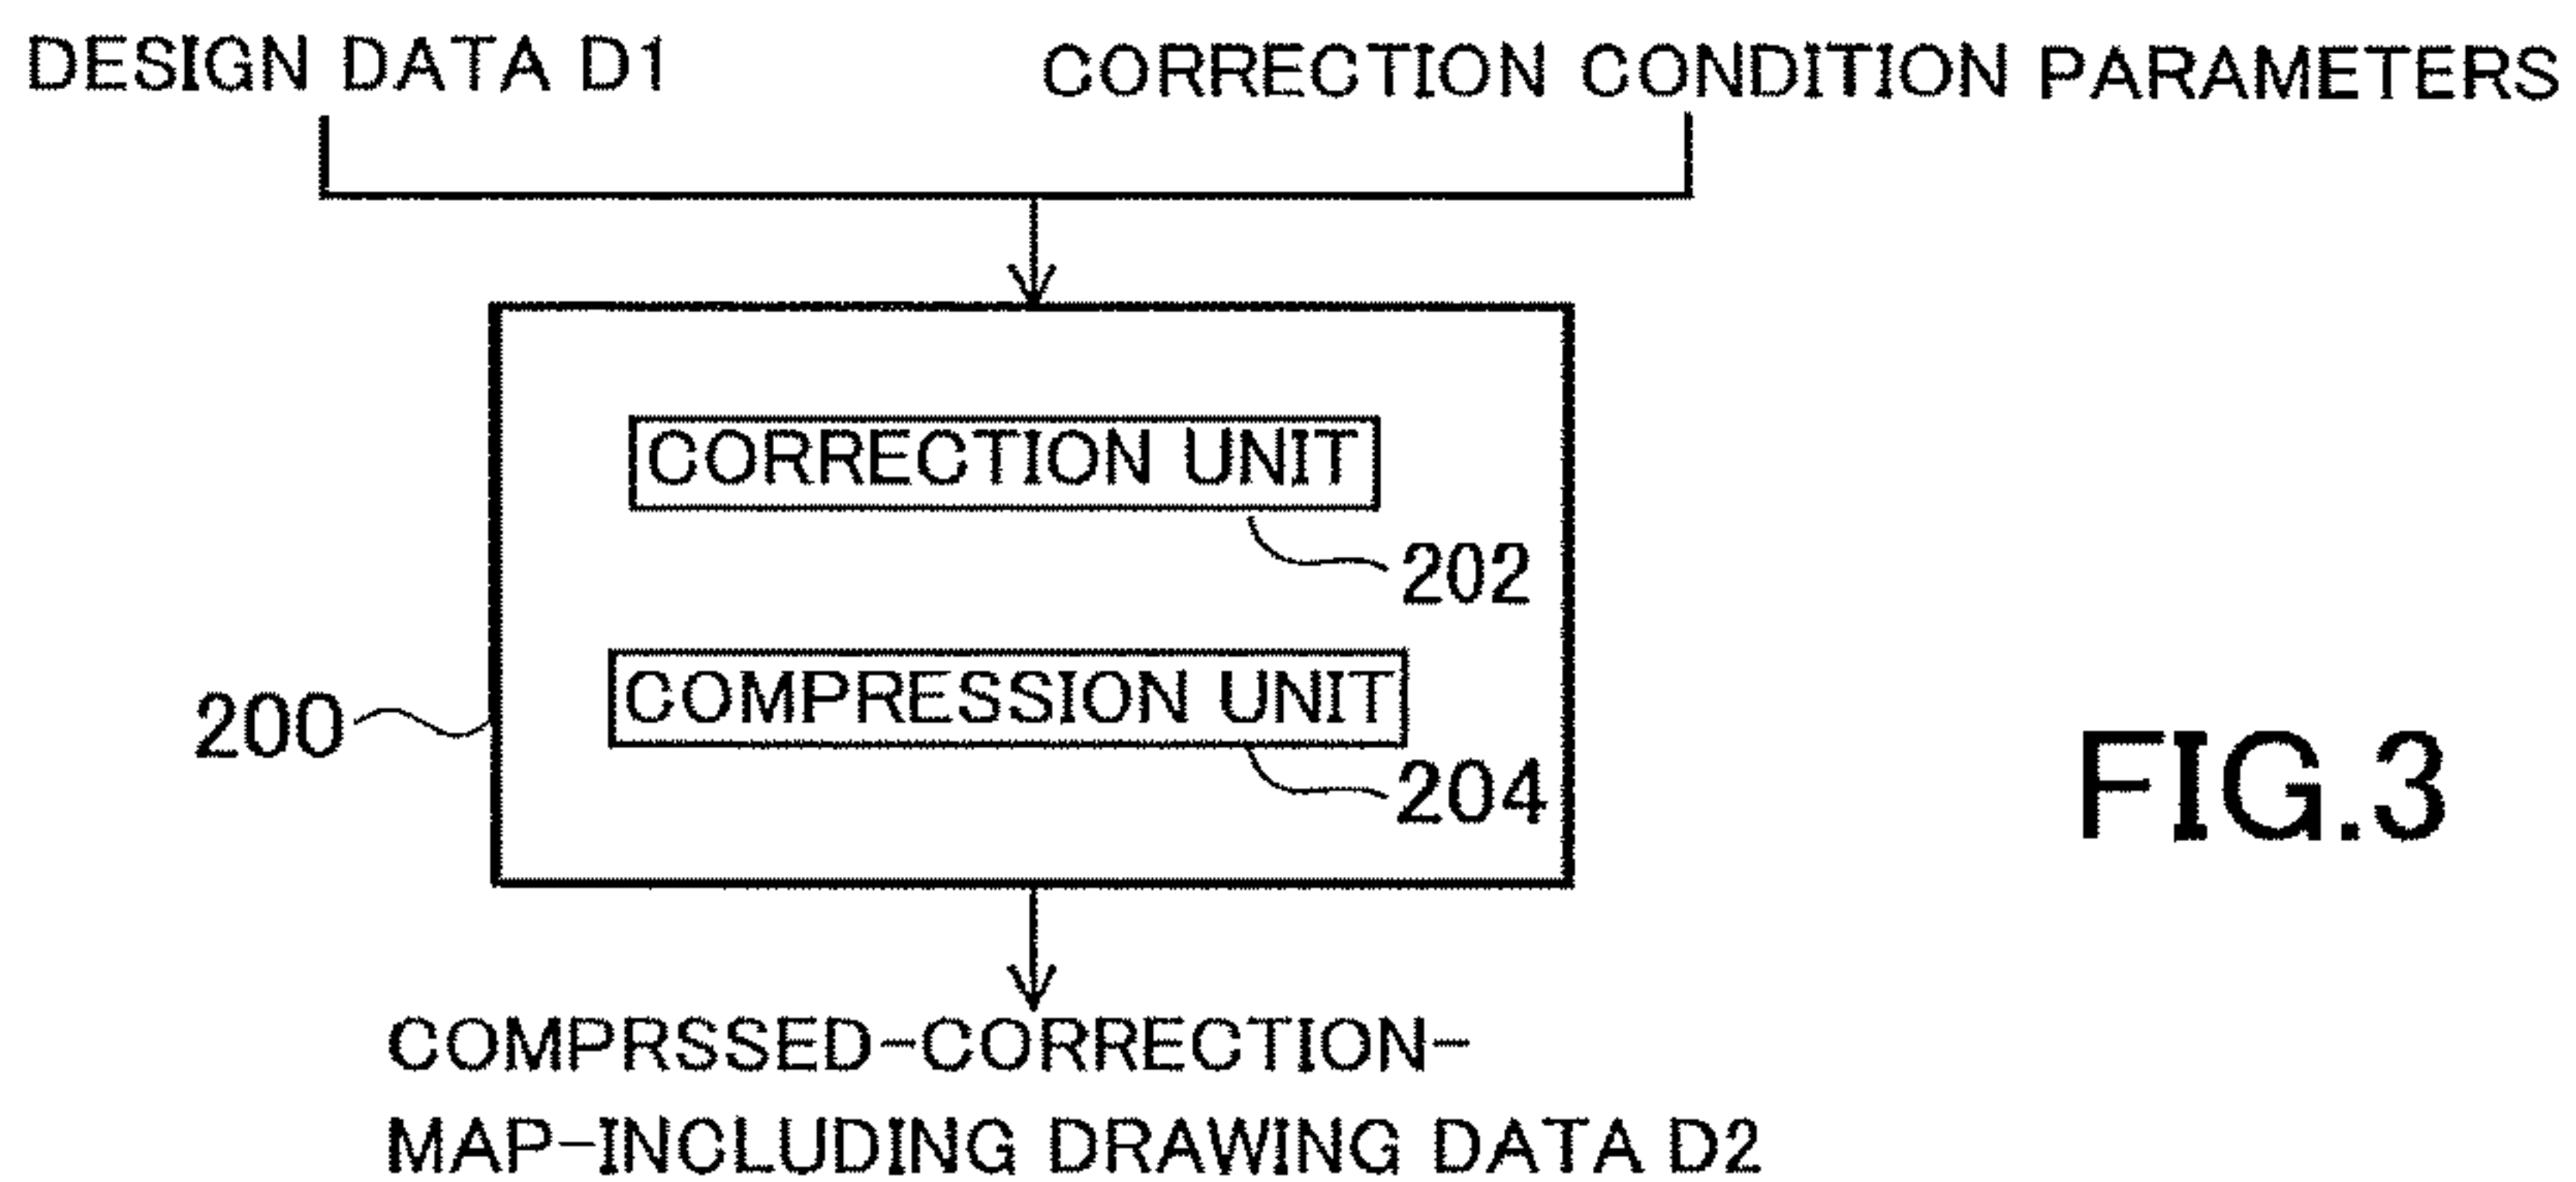 DESIGN DATA D1
CORRECTION CONDITION PARAMETERS
CORRECTION UNIT
202
COMPRESSION UNIT
200
204
FIG.3
COMPRSSED-CORRECTION-
MAP-INCLUDING DRAWING DATA D2